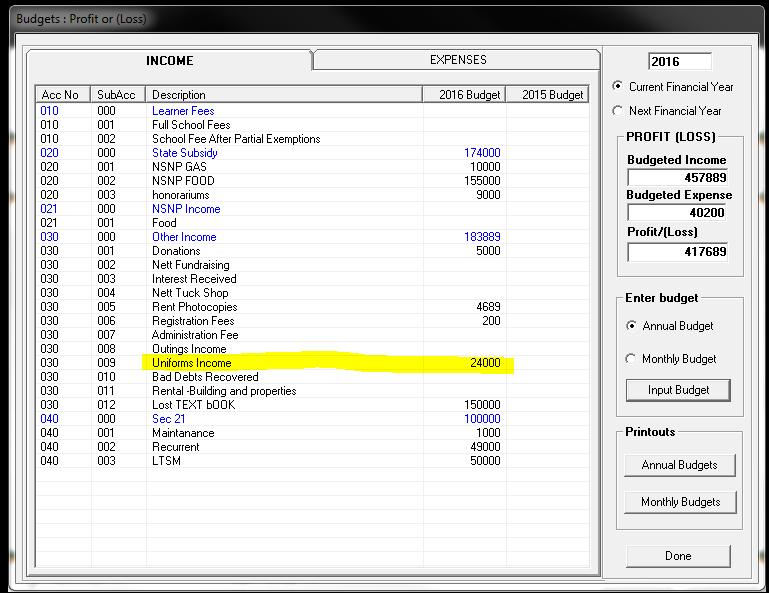 Budgets : Profit or (Loss)
INCOME
EXPENSES
Acc No SubAcc Description 2016 Budget 2015 Budget
010 000 Learner Fees
010 001 Full School Fees
010 002 School Fee After Partial Exemptions
020 000 State Subsidy 174000
020 001 NSNP GAS 10000
020 002 NSNP FOOD 155000
020 003 honorariums 9000
021 000 NSNP Income
021 001 Food
030 000 Other Income 183889
030 001 Donations 5000
030 002 Nett Fundraising
030 003 Interest Received
030 004 Nett Tuck Shop
030 005 Rent Photocopies 4689
030 006 Registration Fees 200
030 007 Administration Fee
030 008 Outings Income
030 009 Uniforms Income 24000
030 010 Bad Debts Recovered
030 011 Rental -Building and properties
030 012 Lost TEXT bOOK 150000
040 000 Sec 21 100000
040 001 Maintanance 1000
040 002 Recurrent 49000
040 003 LTSM 50000
2016
Current Financial Year
Next Financial Year
PROFIT (LOSS)
Budgeted Income
457889
Budgeted Expense
40200
Profit/(Loss)
417689
Enter budget
Annual Budget
Monthly Budget
Input Budget
Printouts
Annual Budgets
Monthly Budgets
Done